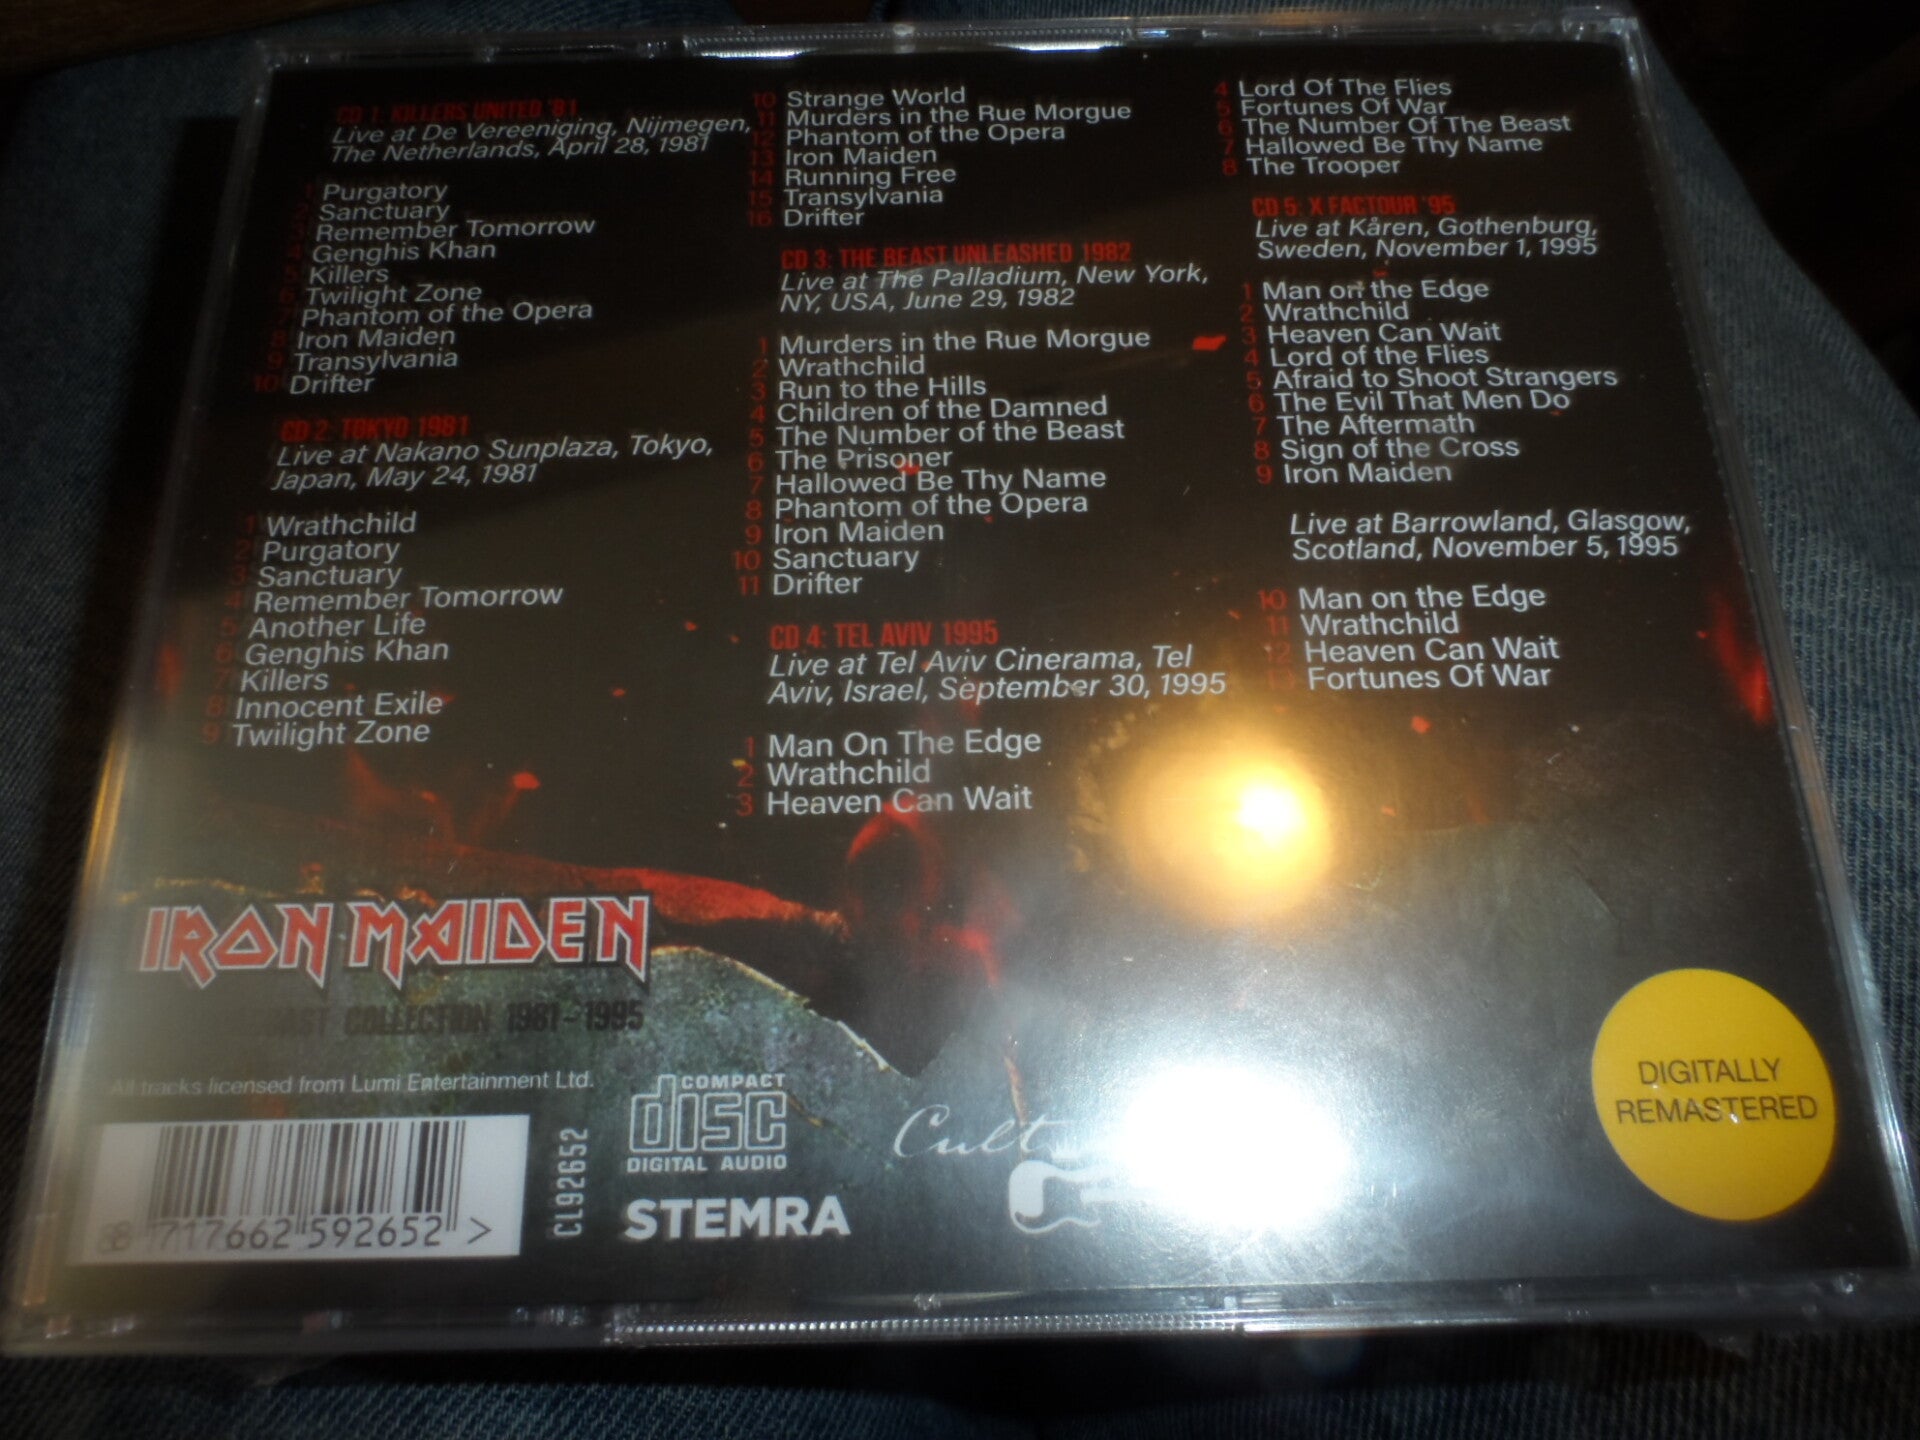 CD 1: KILLERS UNITED '81
Live at De Vereeniging, Nijmegen,
The Netherlands, April 28, 1981
1 Purgatory
2 Sanctuary
3 Remember Tomorrow
4 Genghis Khan
5 Killers
6 Twilight Zone
7 Phantom of the Opera
8 Iron Maiden
9 Transylvania
10 Drifter
CD 2: TOKYO 1981
Live at Nakano Sunplaza, Tokyo,
Japan, May 24, 1981
1 Wrathchild
2 Purgatory
3 Sanctuary
4 Remember Tomorrow
5 Another Life
6 Genghis Khan
7 Killers
8 Innocent Exile
9 Twilight Zone
10 Strange World
11 Murders in the Rue Morgue
12 Phantom of the Opera
13 Iron Maiden
14 Running Free
15 Transylvania
16 Drifter
CD 3: THE BEAST UNLEASHED 1982
Live at The Palladium, New York,
NY, USA, June 29, 1982
1 Murders in the Rue Morgue
2 Wrathchild
3 Run to the Hills
4 Children of the Damned
5 The Number of the Beast
6 The Prisoner
7 Hallowed Be Thy Name
8 Phantom of the Opera
9 Iron Maiden
10 Sanctuary
11 Drifter
CD 4: TEL AVIV 1995
Live at Tel Aviv Cinerama, Tel
Aviv, Israel, September 30, 1995
1 Man On The Edge
2 Wrathchild
3 Heaven Can Wait
4 Lord Of The Flies
5 Fortunes Of War
6 The Number Of The Beast
7 Hallowed Be Thy Name
8 The Trooper
CD 5: X FACTOUR '95
Live at Kåren, Gothenburg,
Sweden, November 1, 1995
1 Man on the Edge
2 Wrathchild
3 Heaven Can Wait
4 Lord of the Flies
5 Afraid to Shoot Strangers
6 The Evil That Men Do
7 The Aftermath
8 Sign of the Cross
9 Iron Maiden
Live at Barrowland, Glasgow,
Scotland, November 5, 1995
10 Man on the Edge
11 Wrathchild
12 Heaven Can Wait
13 Fortunes Of War
IRON MAIDEN
COLLECTION 1981-1995
All tracks licensed from Lumi Entertainment Ltd.
8 717662 592652 >
CL92652
COMPACT
disc
DIGITAL AUDIO
STEMRA
Cult
DIGITALLY
REMASTERED